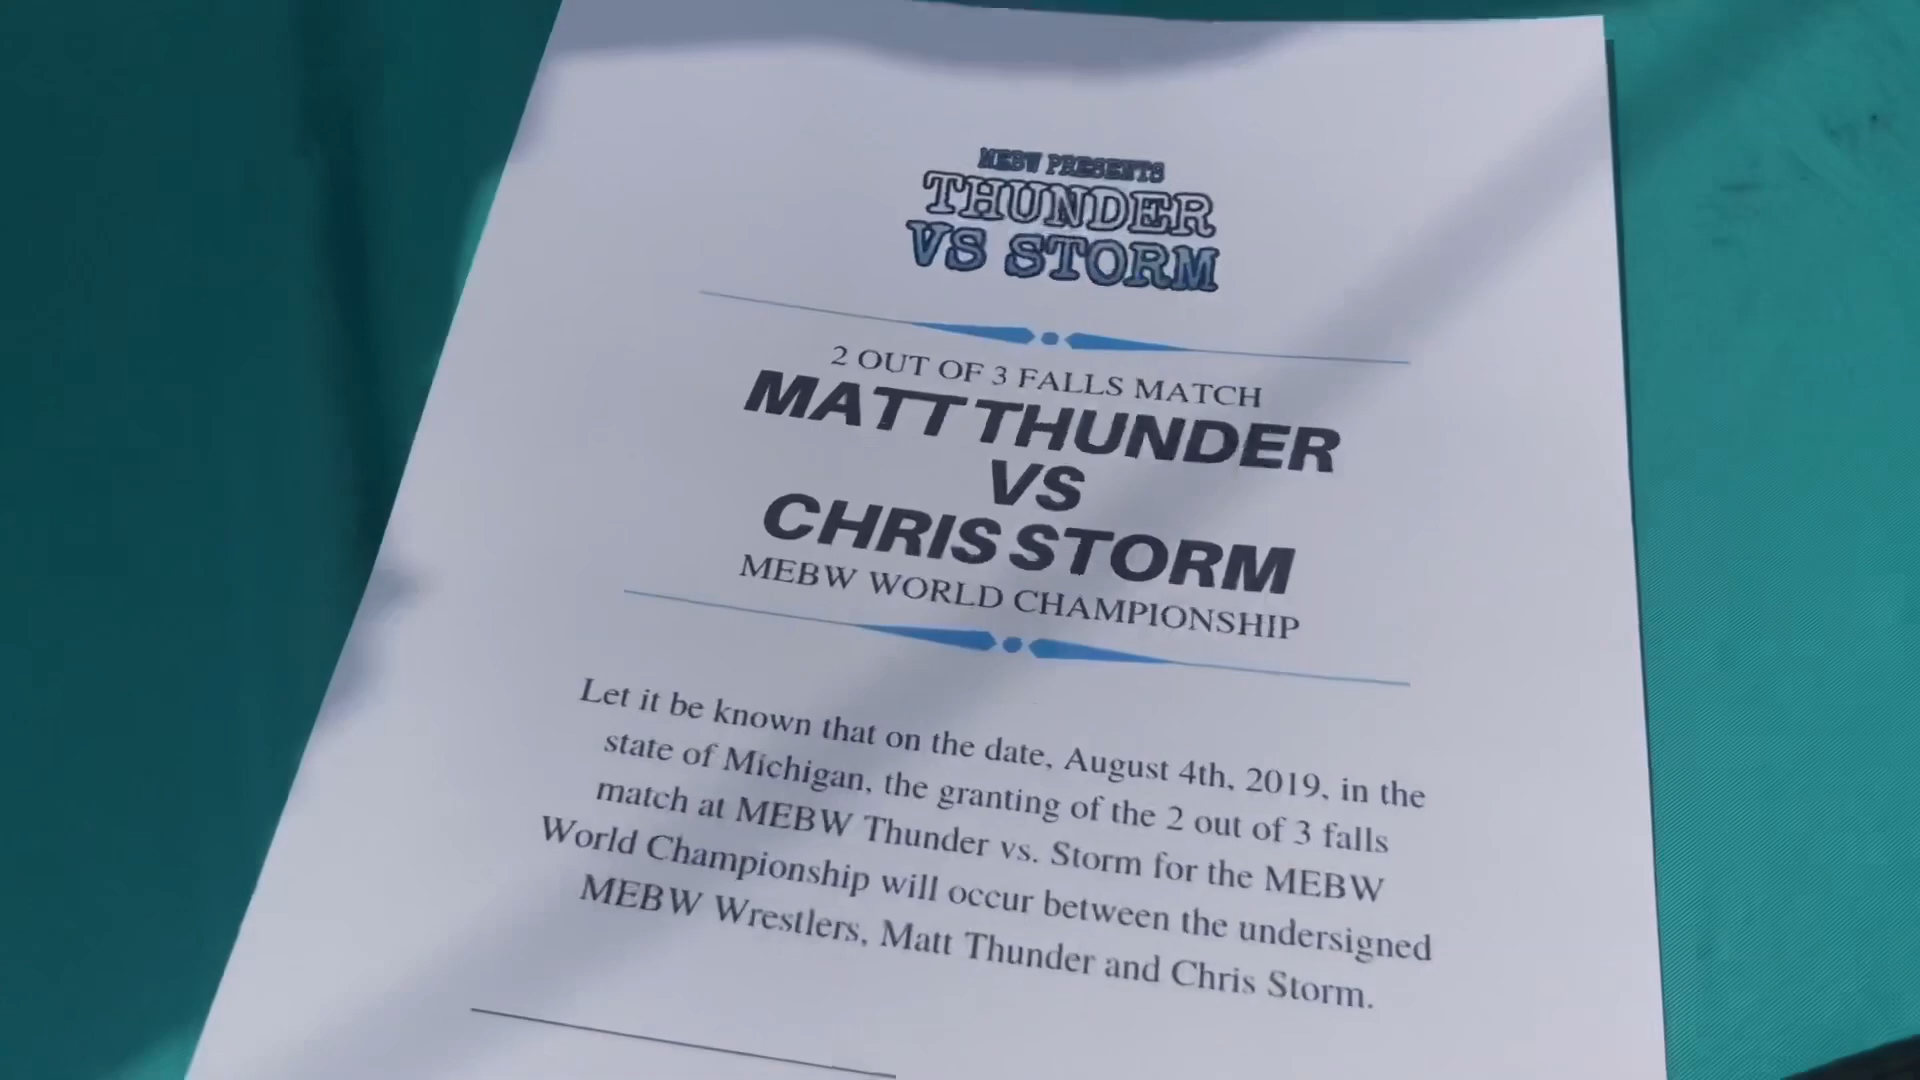 MEBW PRESENTS
THUNDER
VS STORM
2 OUT OF 3 FALLS MATCH
MATT THUNDER
VS
CHRIS STORM
MEBW WORLD CHAMPIONSHIP
Let it be known that on the date, August 4th, 2019, in the
state of Michigan, the granting of the 2 out of 3 falls
match at MEBW Thunder vs. Storm for the MEBW
World Championship will occur between the undersigned
MEBW Wrestlers, Matt Thunder and Chris Storm.